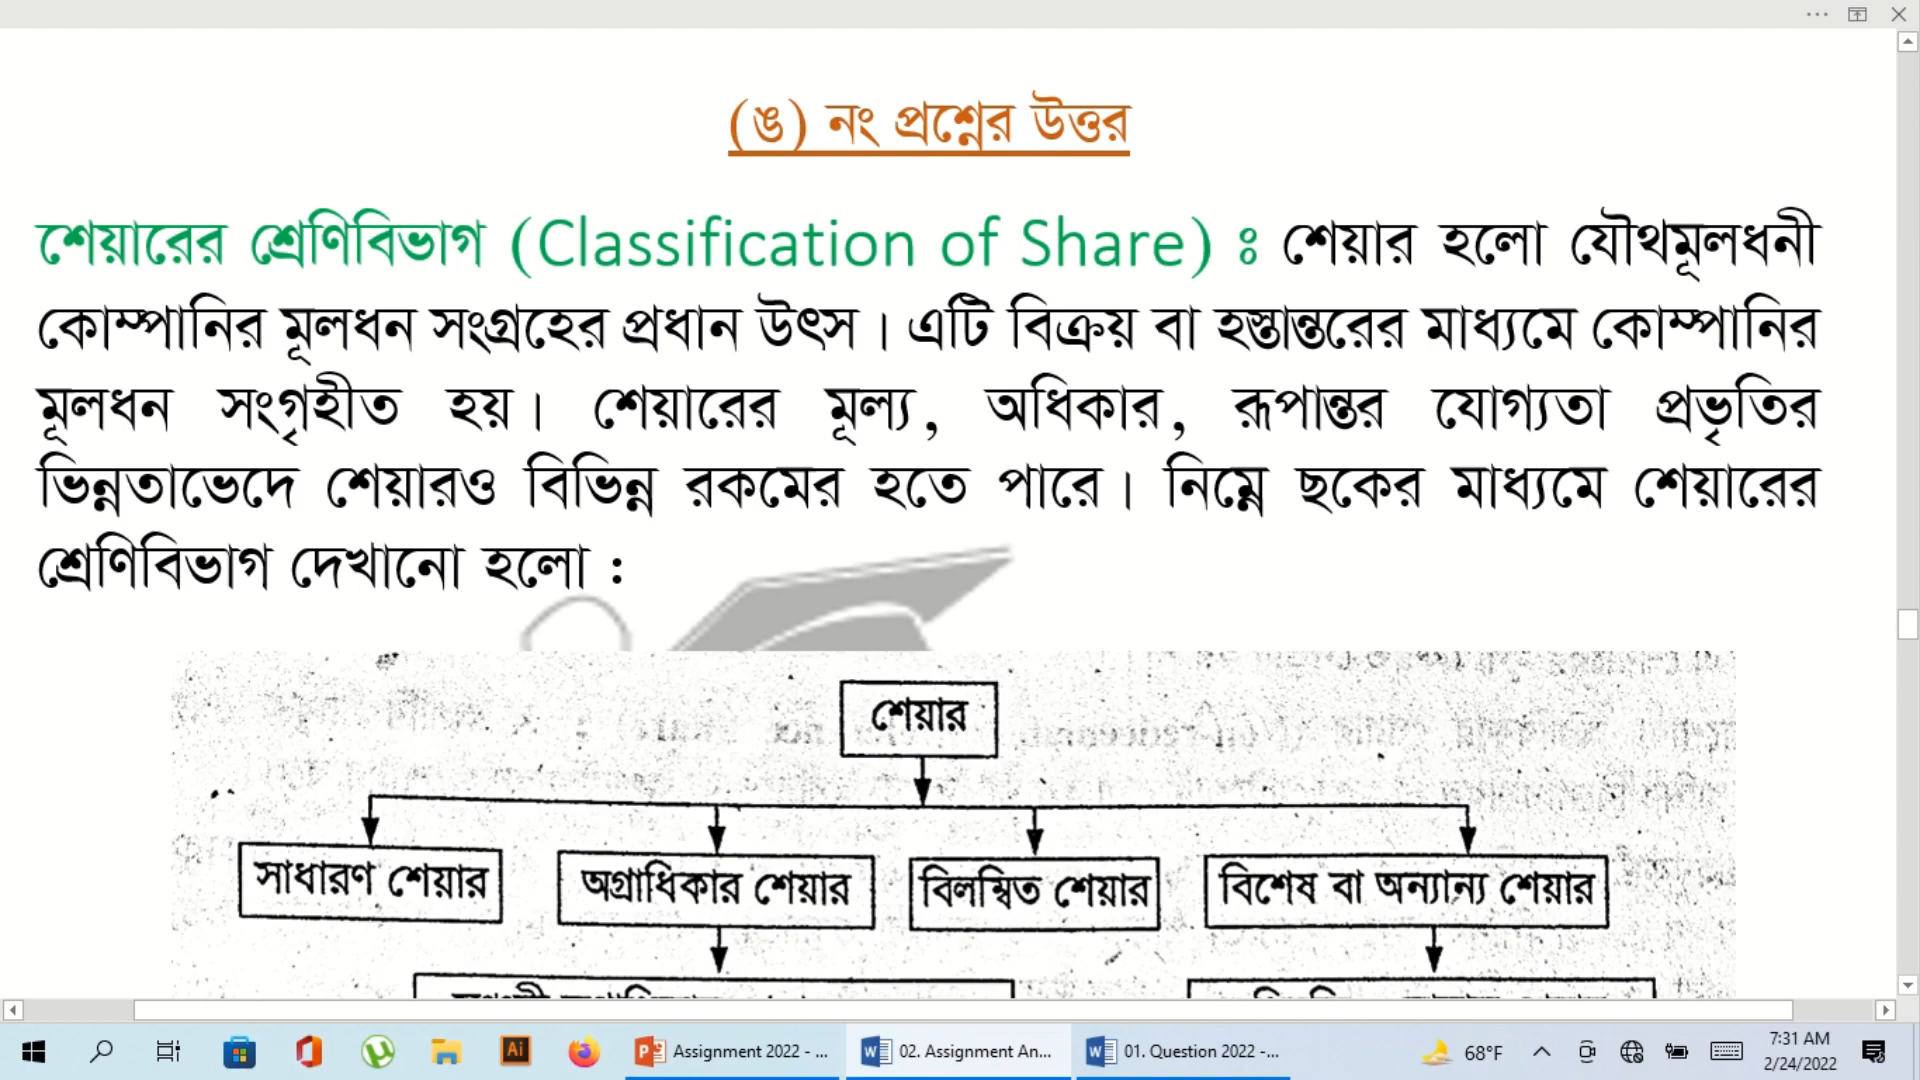 (ঙ) নং প্রশ্নের উত্তর
শেয়ারের শ্রেণিবিভাগ (Classification of Share) ঃ শেয়ার হলো যৌথমূলধনী
কোম্পানির মূলধন সংগ্রহের প্রধান উৎস। এটি বিক্রয় বা হস্তান্তরের মাধ্যমে কোম্পানির
মূলধন সংগৃহীত হয়। শেয়ারের মূল্য, অধিকার, রূপান্তর যোগ্যতা প্রভৃতির
ভিন্নতাভেদে শেয়ারও বিভিন্ন রকমের হতে পারে। নিম্নে ছকের মাধ্যমে শেয়ারের
শ্রেণিবিভাগ দেখানো হলো :
শেয়ার
সাধারণ শেয়ার অগ্রাধিকার শেয়ার বিলম্বিত শেয়ার বিশেষ বা অন্যান্য শেয়ার
Assignment 2022 - ... 02. Assignment An... 01. Question 2022 -... 68°F 7:31 AM
2/24/2022